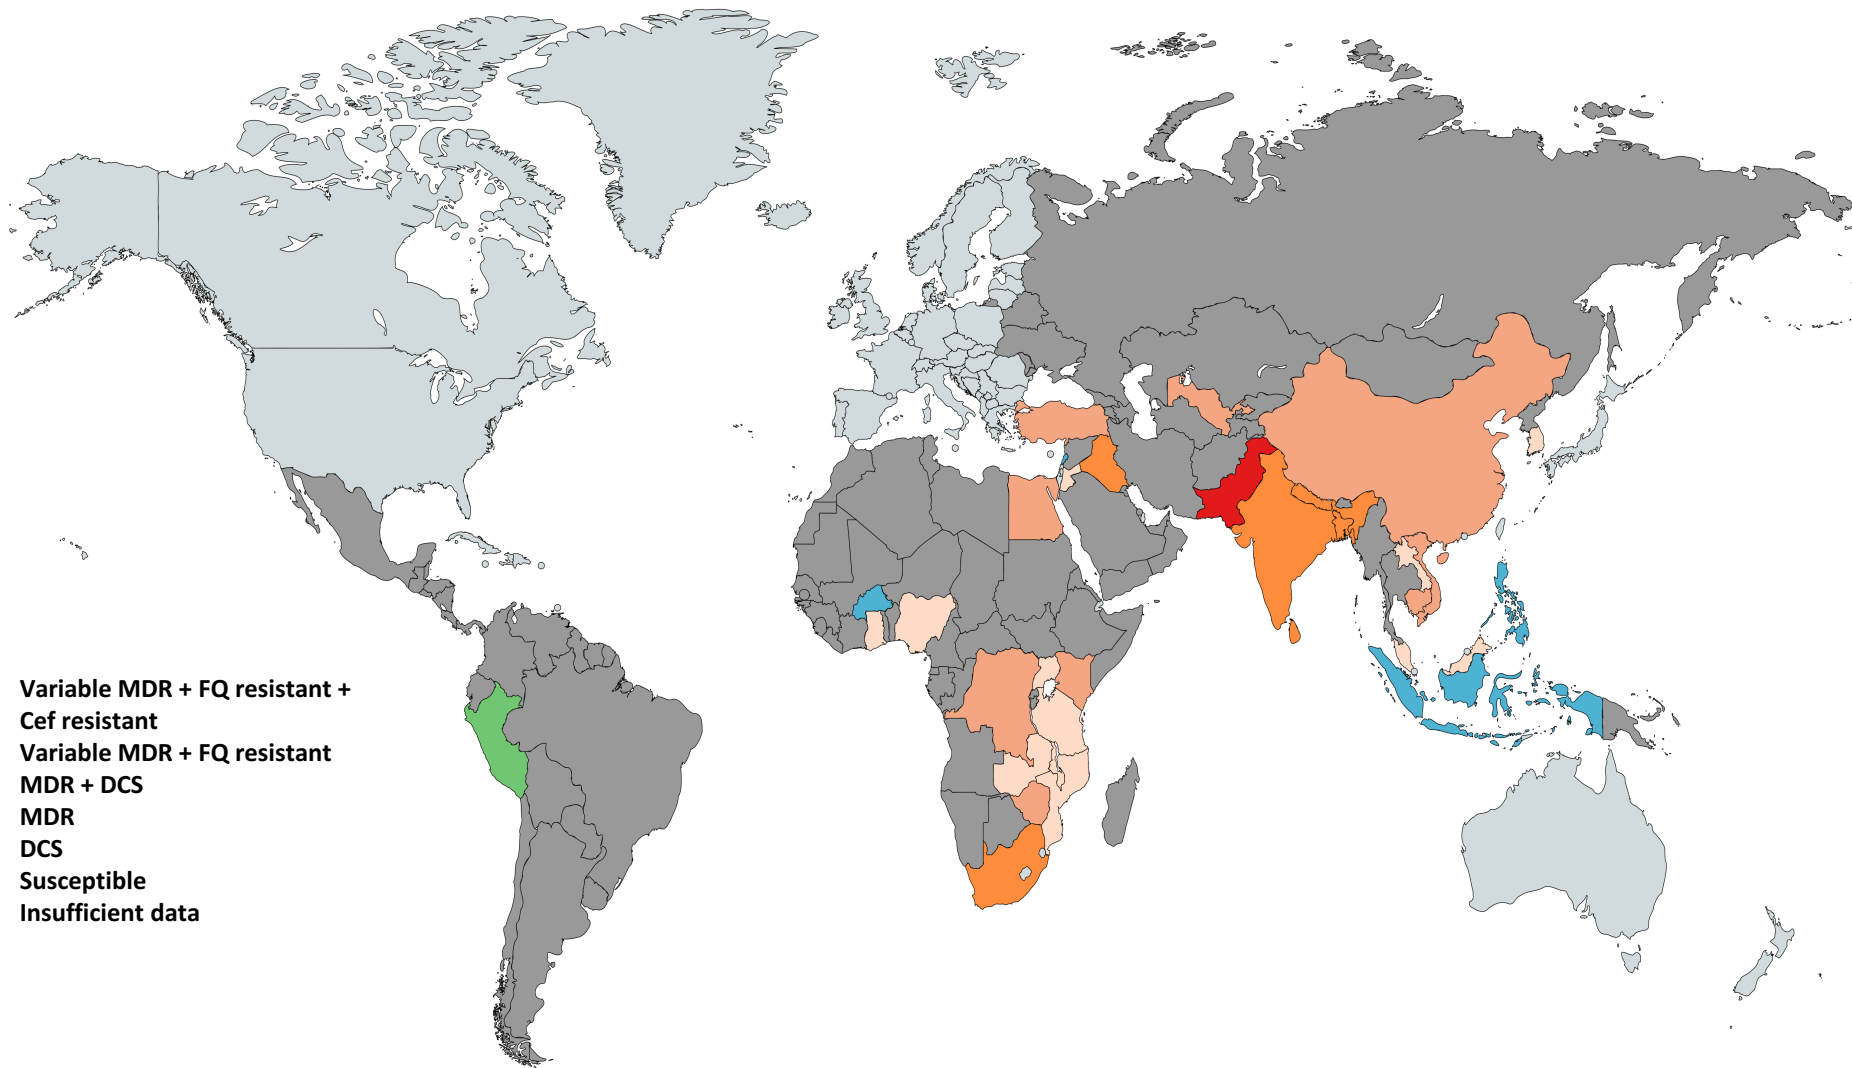 Variable MDR + FQ resistant +
Cef resistant
Variable MDR + FQ resistant
MDR + DCS
MDR
DCS
Susceptible
Insufficient data